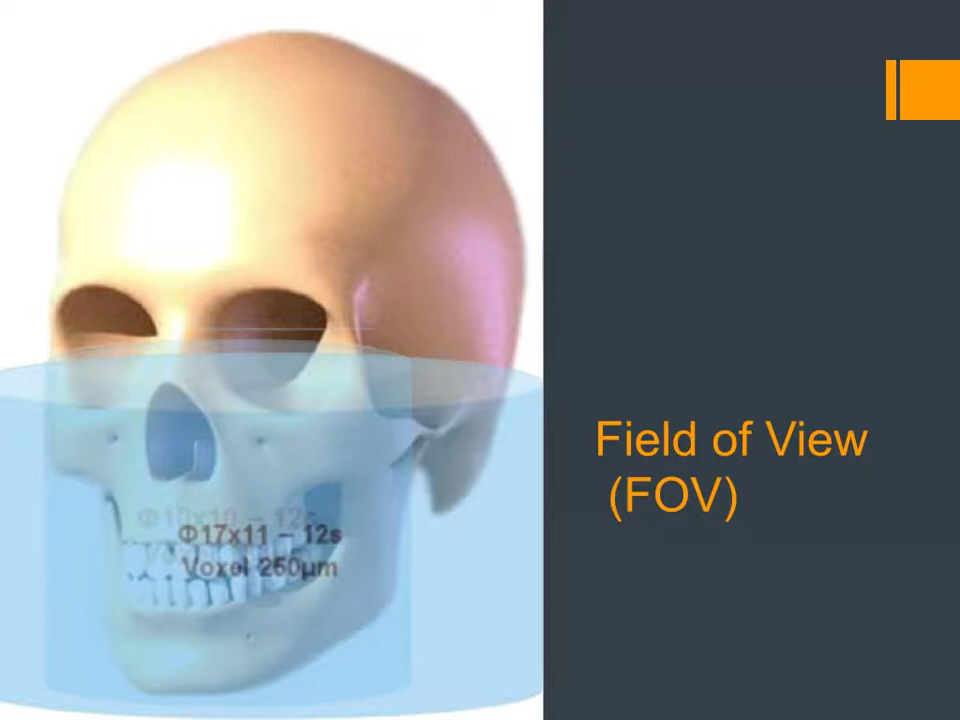 Φ17x11 – 12s
Voxel 250µm
Field of View
(FOV)